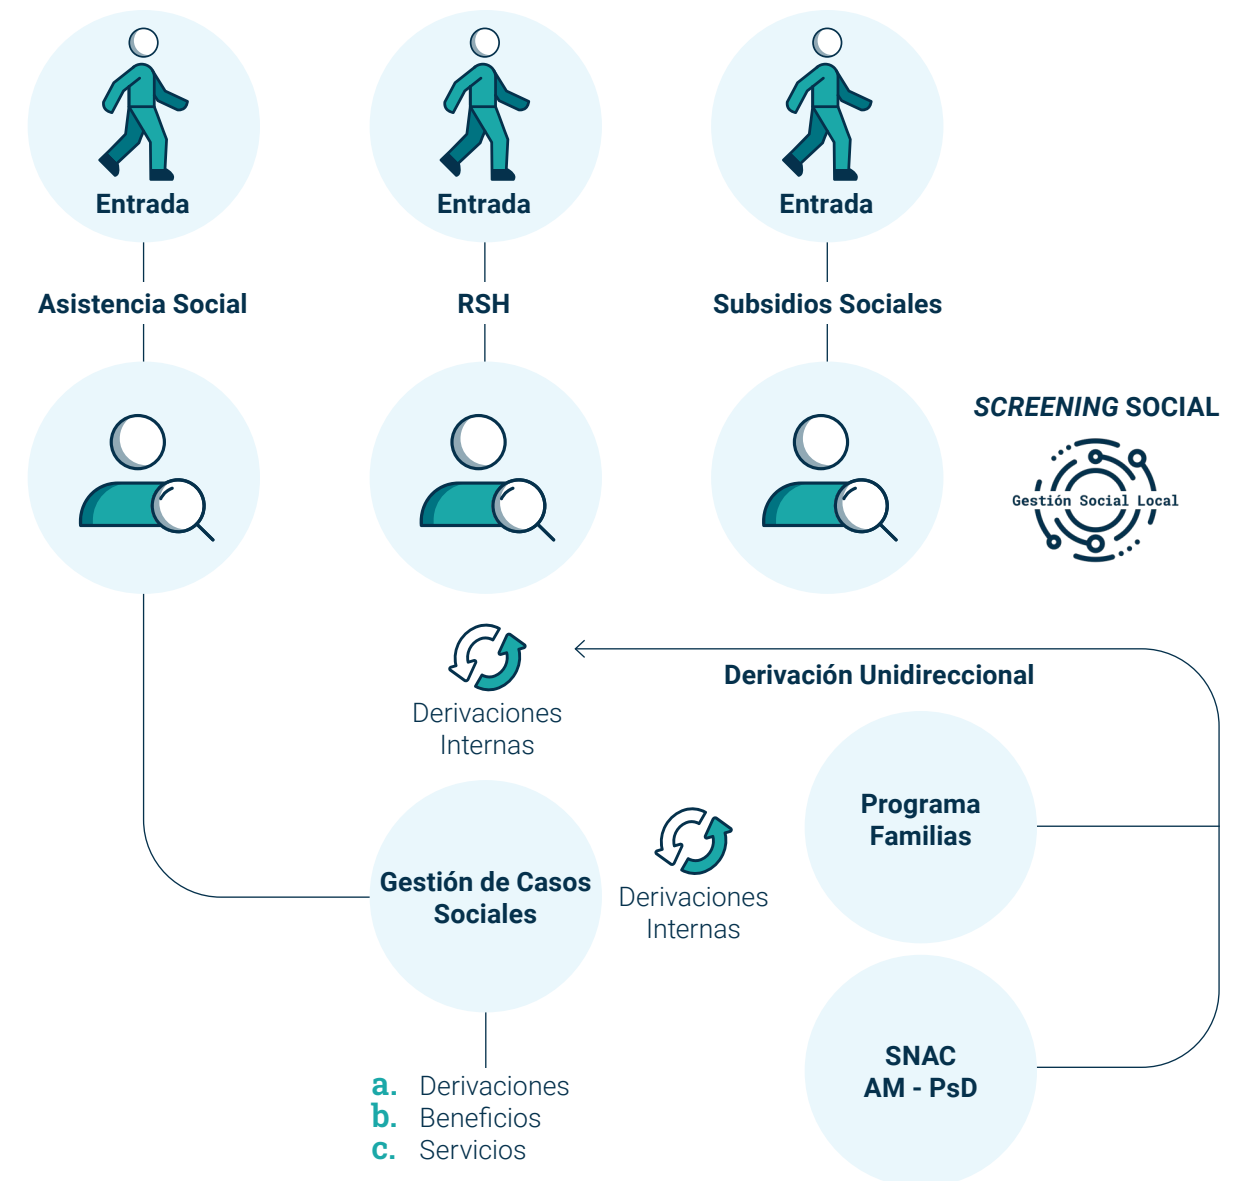 Entrada
Entrada
Entrada
Asistencia Social
RSH
Subsidios Sociales
SCREENING SOCIAL
Gestión Social Local
Derivaciones
Internas
Derivación Unidireccional
Programa
Familias
Gestión de Casos
Sociales
Derivaciones
Internas
SNAC
AM - PsD
a. Derivaciones
b. Beneficios
c. Servicios